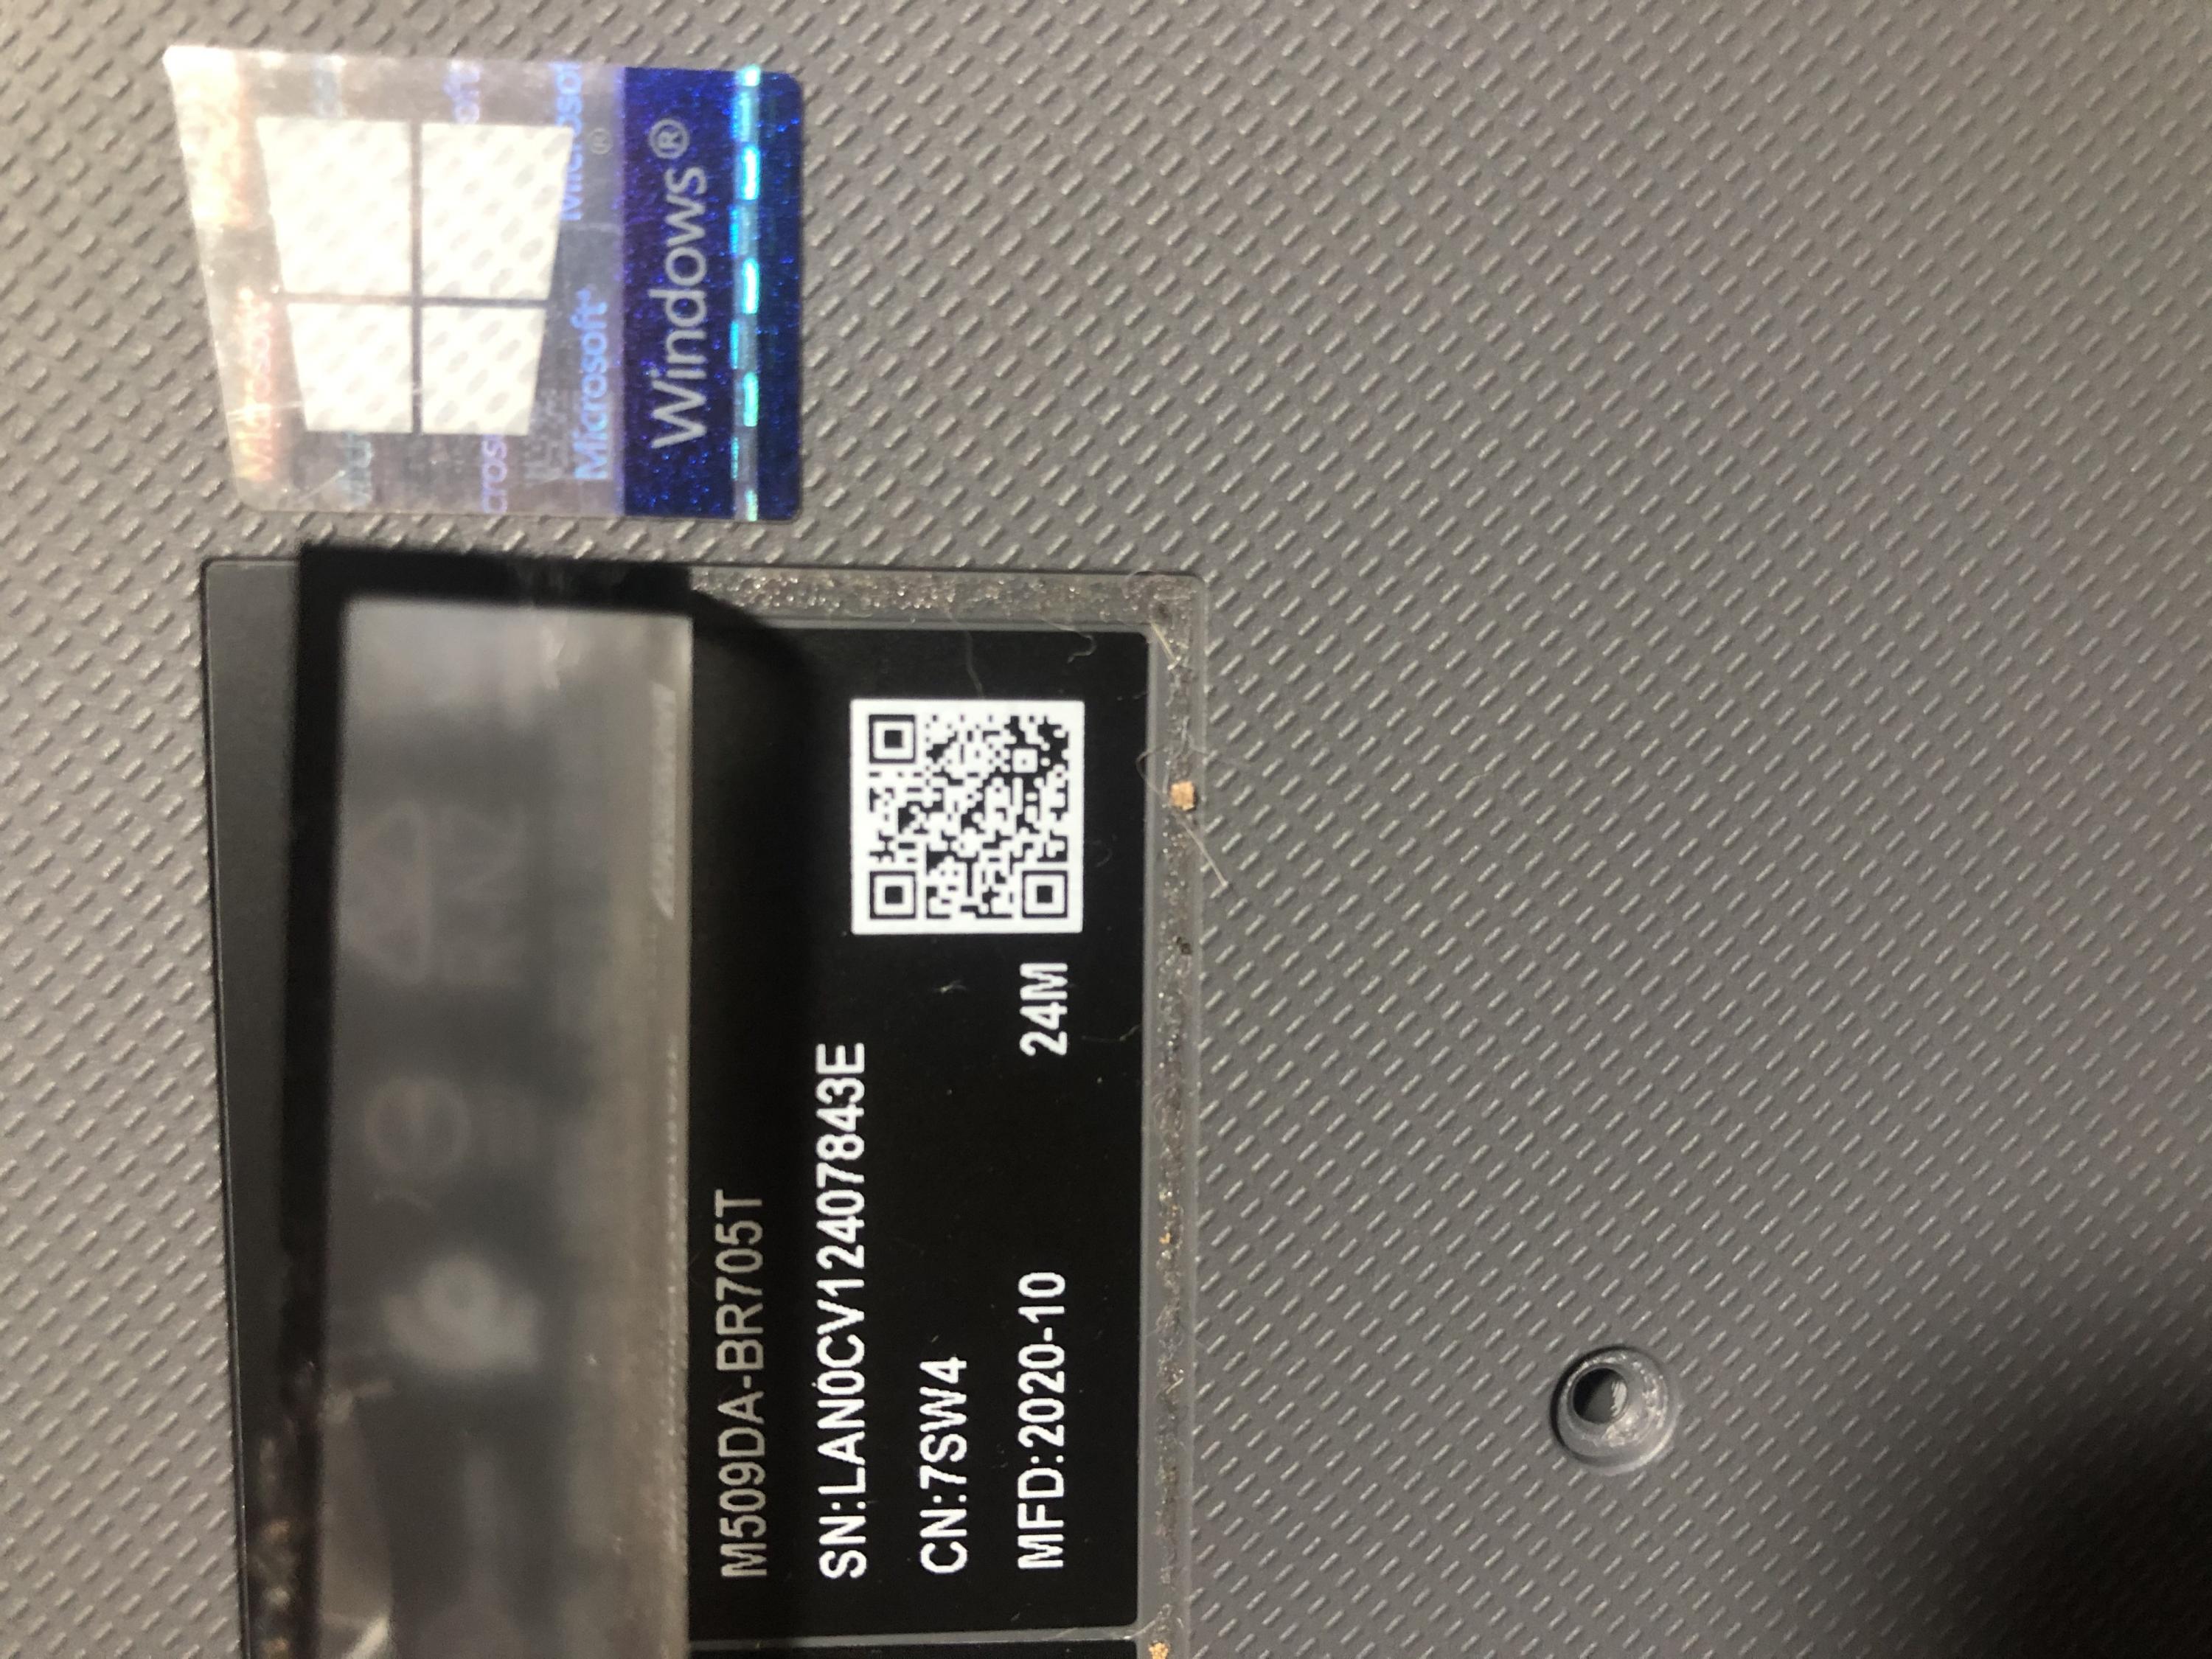 Microsoft
Windows®
M509DA-BR705T
SN:LAN0CV12407843E
CN:7SW4
MFD:2020-10 24M